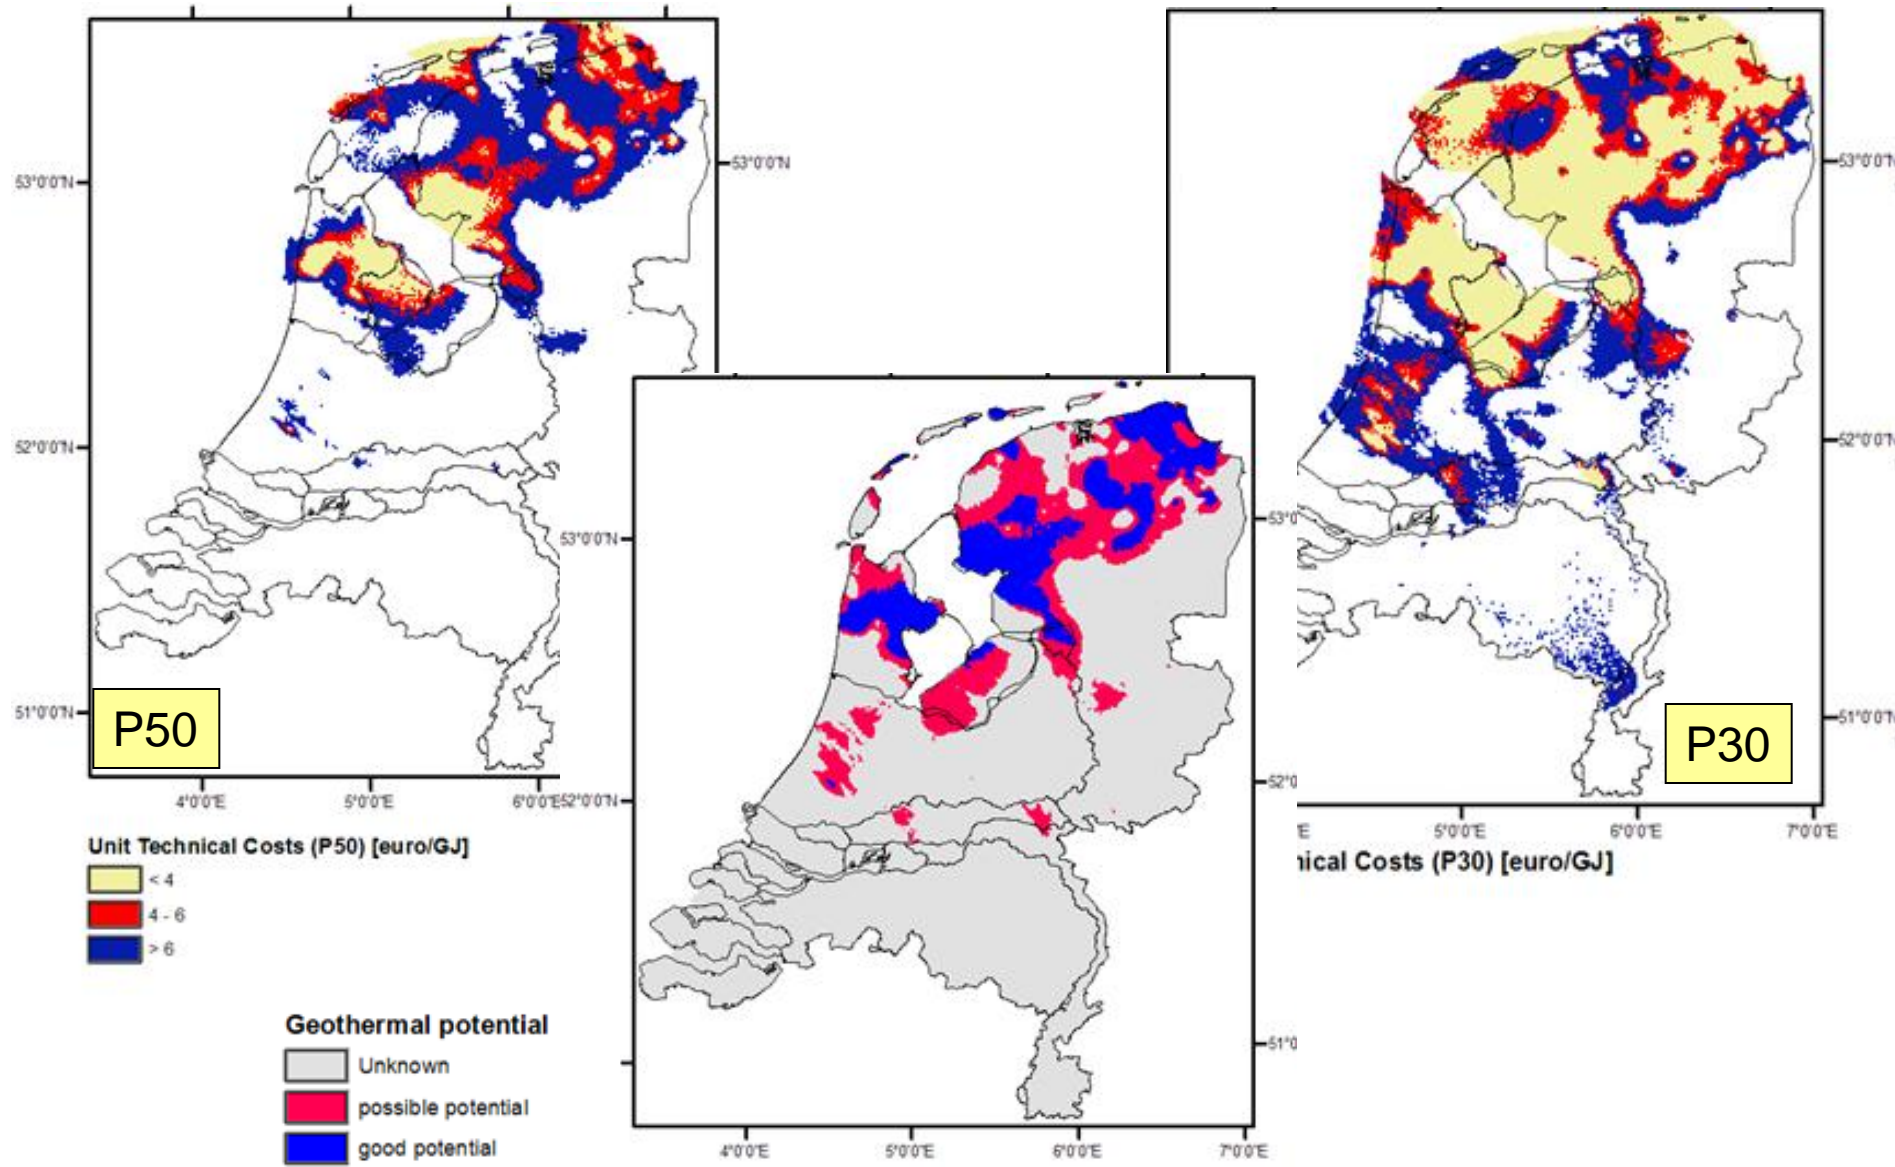 53°0'0"N
53°0'0"N
52°0'0"N
51°0'0"N
P50
4°0'0"E
5°0'0"E
6°0'0"E
Unit Technical Costs (P50) [euro/GJ]
< 4
4 - 6
> 6
53°0'0"N
52°0'0"N
51°0'0"N
P30
E
5°0'0"E
6°0'0"E
7°0'0"E
nical Costs (P30) [euro/GJ]
53°0'0"N
52°0'0"N
53°0
52°0
51°0
4°0'0"E
5°0'0"E
6°0'0"E
7°0'0"E
Geothermal potential
Unknown
possible potential
good potential